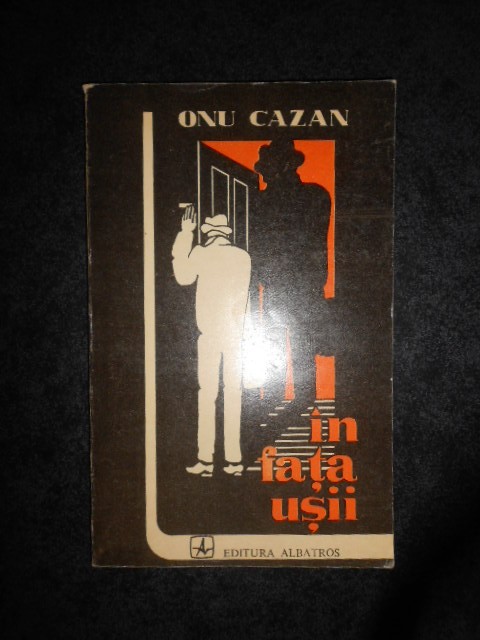 ONU CAZAN
în
fața
ușii
EDITURA ALBATROS